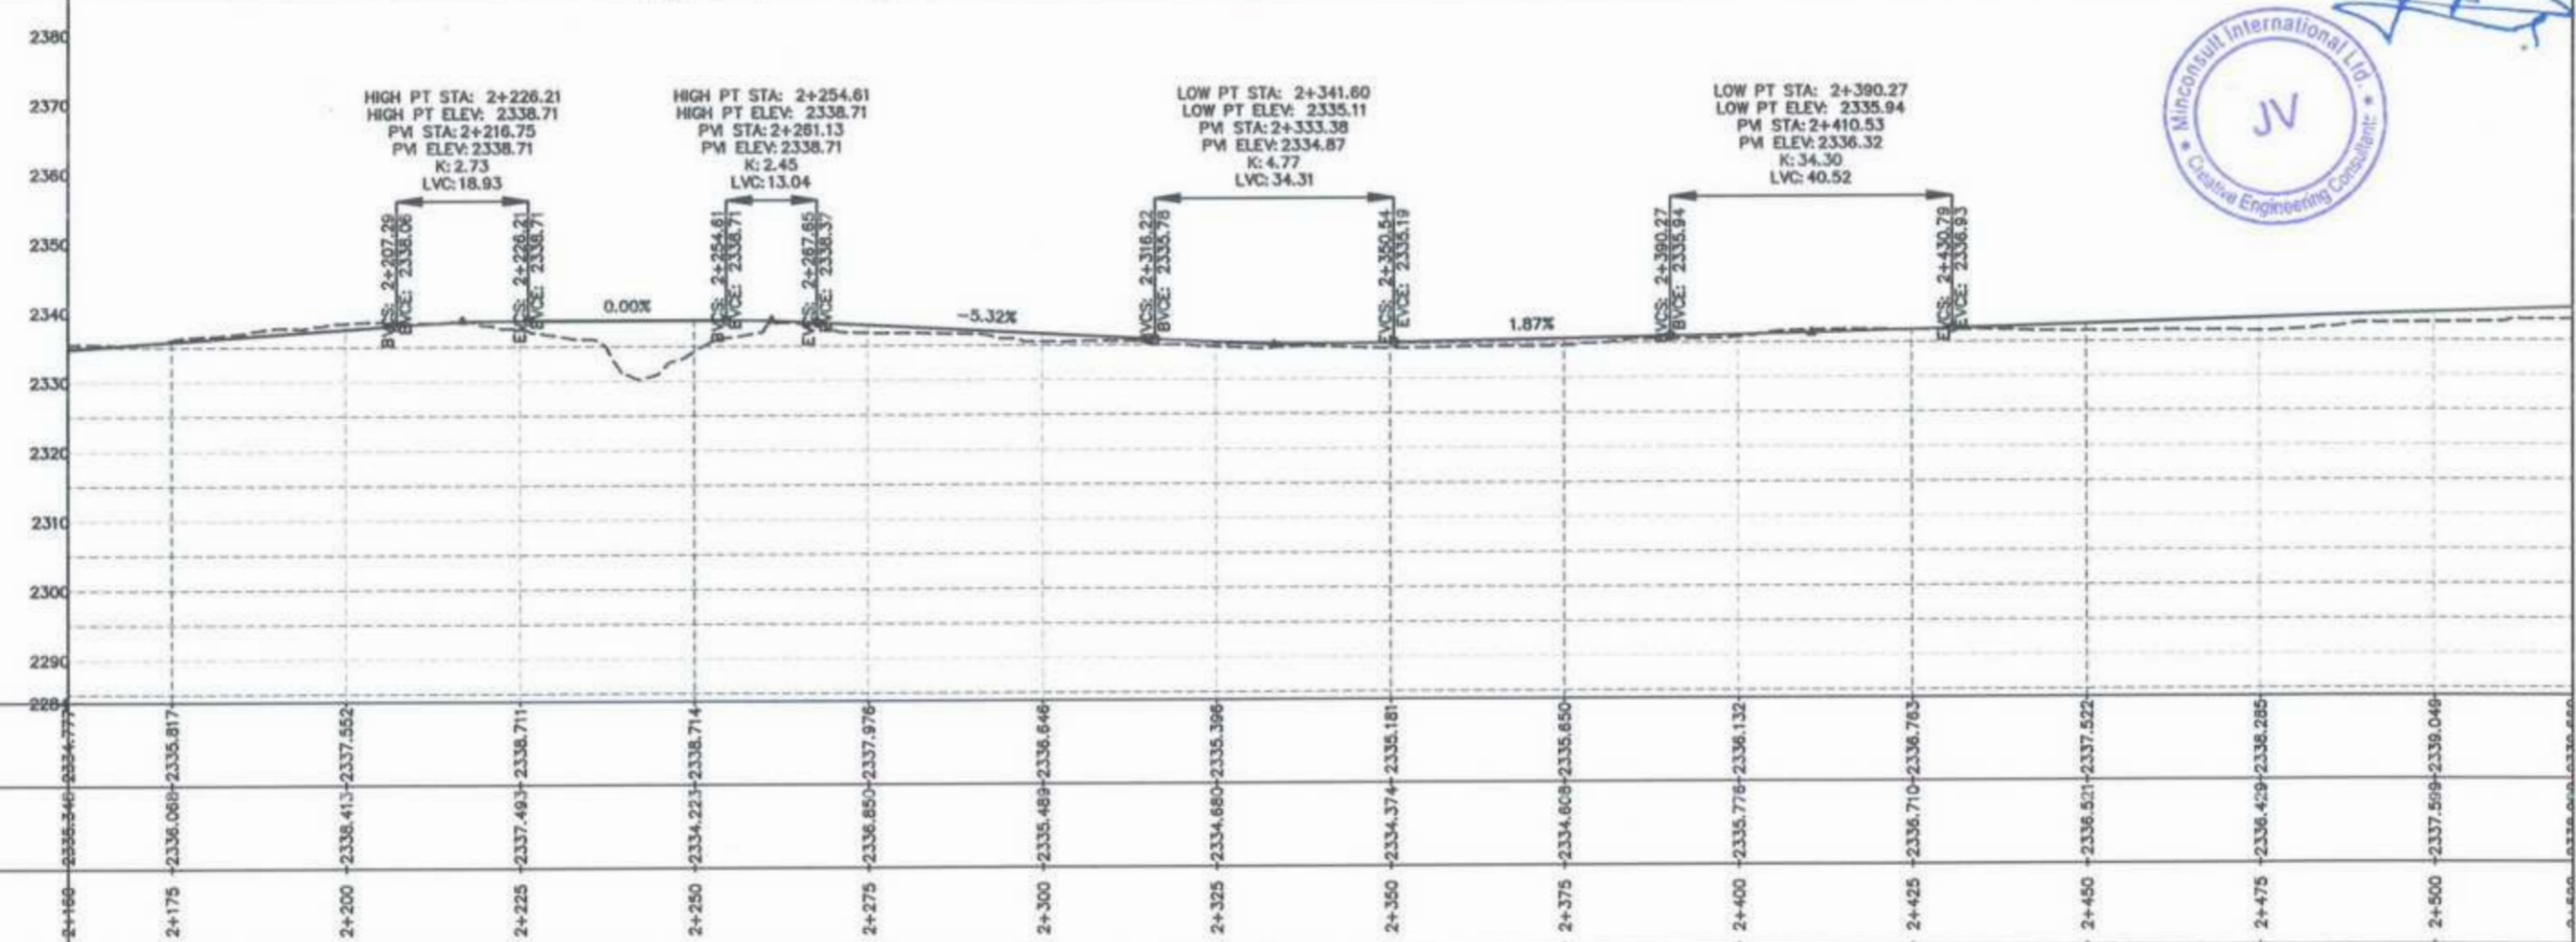 2380
2370
2360
2350
2340
2330
2320
2310
2300
2290
2284
HIGH PT STA: 2+226.21
HIGH PT ELEV: 2338.71
PVI STA:2+216.75
PVI ELEV:2338.71
K:2.73
LVC:18.93
BVCS: 2+207.29
BVCE: 2338.06
EVCS: 2+226.21
BVCE: 2338.71
0.00%
HIGH PT STA: 2+254.61
HIGH PT ELEV: 2338.71
PVI STA:2+261.13
PVI ELEV:2338.71
K:2.45
LVC:13.04
BVCS: 2+254.61
BVCE: 2338.71
EVCS: 2+267.65
BVCE: 2338.37
-5.32%
LOW PT STA: 2+341.60
LOW PT ELEV: 2335.11
PVI STA:2+333.38
PVI ELEV:2334.87
K:4.77
LVC:34.31
BVCS: 2+316.22
BVCE: 2335.78
EVCS: 2+350.54
EVCE: 2335.19
1.87%
LOW PT STA: 2+390.27
LOW PT ELEV: 2335.94
PVI STA:2+410.53
PVI ELEV:2336.32
K:34.30
LVC:40.52
BVCS: 2+390.27
BVCE: 2335.94
EVCS: 2+430.79
EVCE: 2336.93
Minconsult International Ltd.
JV
Creative Engineering Consultants
2334.777
2335.817
2337.552
2338.711
2338.714
2337.976
2336.646
2335.396
2335.181
2335.650
2336.132
2336.763
2337.522
2338.285
2339.049
2335.346
2336.068
2338.413
2337.493
2334.223
2336.850
2335.489
2334.680
2334.374
2334.608
2335.776
2336.710
2336.521
2336.429
2337.599
2+160
2+175
2+200
2+225
2+250
2+275
2+300
2+325
2+350
2+375
2+400
2+425
2+450
2+475
2+500